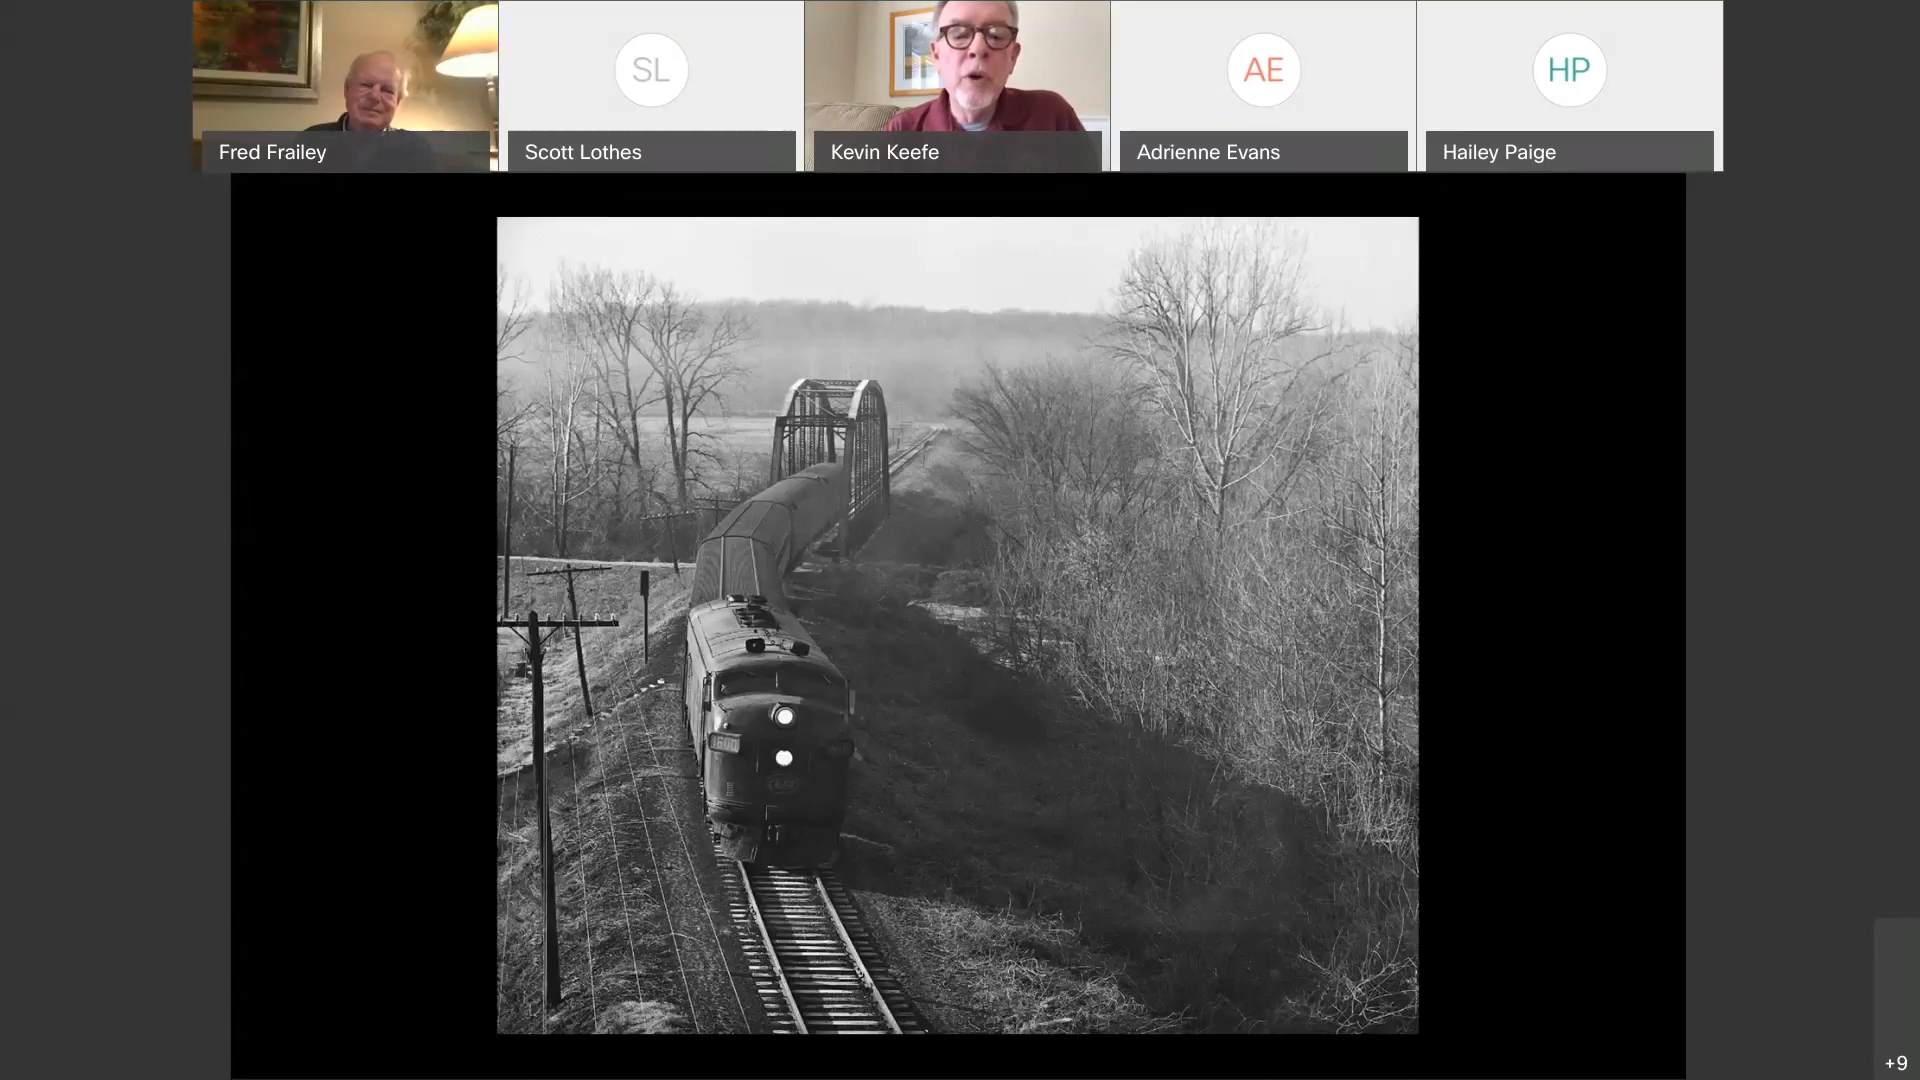 SL
AE
HP
Fred Frailey
Scott Lothes
Kevin Keefe
Adrienne Evans
Hailey Paige
+9